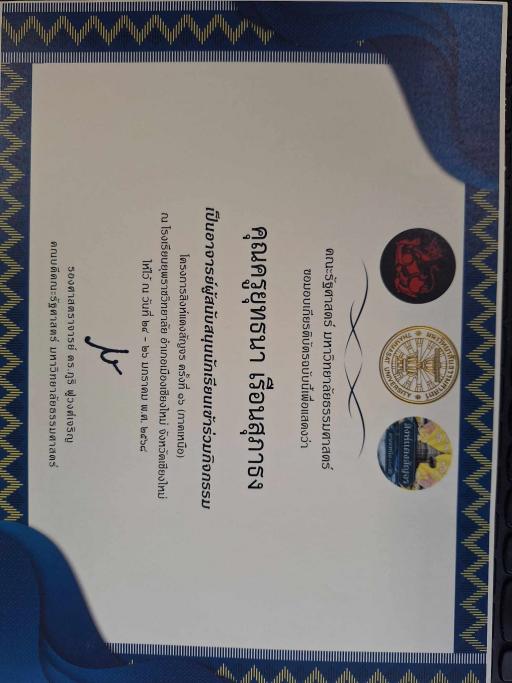 สิงห์แดงสัญจร
คณะรัฐศาสตร์ มหาวิทยาลัยธรรมศาสตร์
ขอมอบเกียรติบัตรฉบับนี้เพื่อแสดงว่า
คุณครูยุทธนา เรือนสุภารง
เป็นอาจารย์ผู้สนับสนุนนักเรียนเข้าร่วมกิจกรรม
โครงการสิงห์แดงสัญจร ครั้งที่ ๑๖ (ภาคเหนือ)
ณ โรงเรียนยุพราชวิทยาลัย อำเภอเมืองเชียงใหม่ จังหวัดเชียงใหม่
ให้ไว้ ณ วันที่ ๒๔ - ๒๖ มกราคม พ.ศ. ๒๕๖๘
รองศาสตราจารย์ ดร.ภูริ ฟูวงศ์เจริญ
คณบดีคณะรัฐศาสตร์ มหาวิทยาลัยธรรมศาสตร์